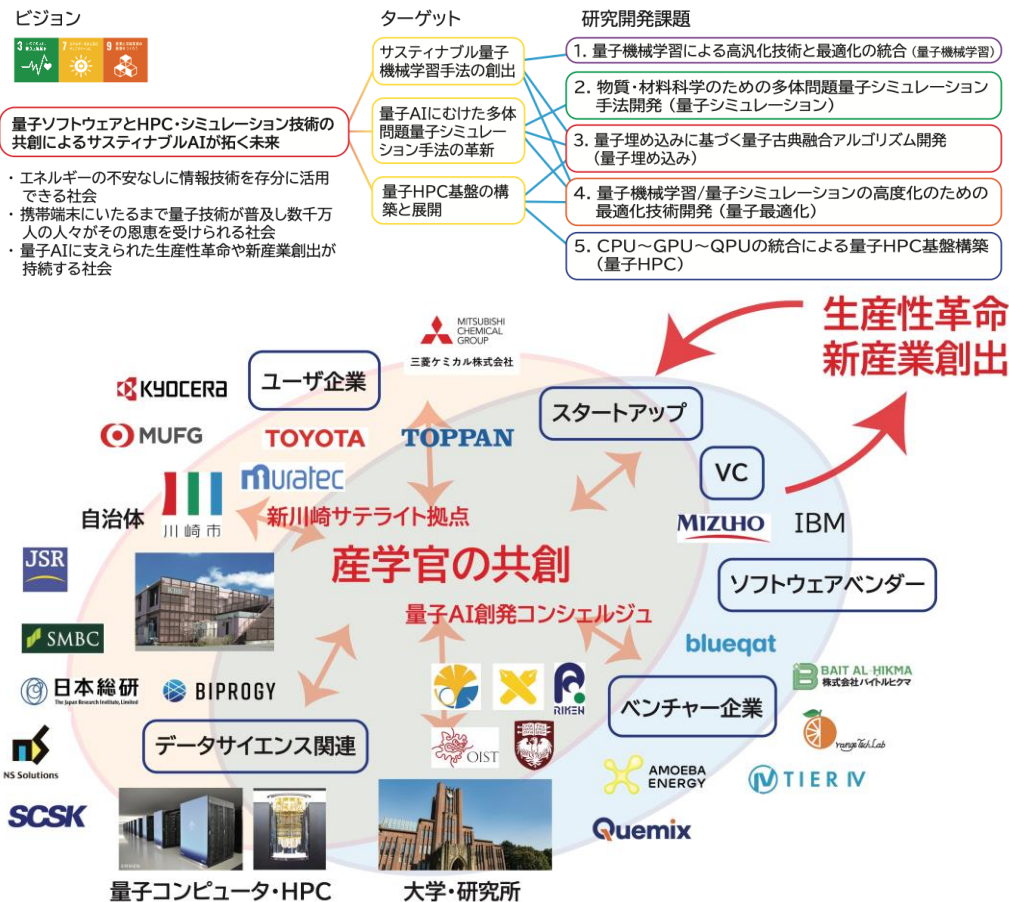 ビジョン
ターゲット
研究開発課題
3
7
9
量子ソフトウェアとHPC・シミュレーション技術の
共創によるサスティナブルAIが拓く未来
・エネルギーの不安なしに情報技術を存分に活用
できる社会
・携帯端末にいたるまで量子技術が普及し数千万
人の人々がその恩恵を受けられる社会
・量子AIに支えられた生産性革命や新産業創出が
持続する社会
サスティナブル量子
機械学習手法の創出
量子AIにむけた多体
問題量子シミュレー
ション手法の革新
量子HPC基盤の構
築と展開
1. 量子機械学習による高汎化技術と最適化の統合（量子機械学習）
2. 物質・材料科学のための多体問題量子シミュレーション
手法開発（量子シミュレーション）
3. 量子埋め込みに基づく量子古典融合アルゴリズム開発
（量子埋め込み）
4. 量子機械学習/量子シミュレーションの高度化のための
最適化技術開発（量子最適化）
5. CPU～GPU～QPUの統合による量子HPC基盤構築
（量子HPC）
生産性革命
新産業創出
MITSUBISHI
CHEMICAL
GROUP
三菱ケミカル株式会社
ユーザ企業
KYOCERA
MUFG
TOYOTA
TOPPAN
スタートアップ
muratec
VC
自治体
川崎市
新川崎サテライト拠点
MIZUHO
IBM
JSR
産学官の共創
ソフトウェアベンダー
量子AI創発コンシェルジュ
SMBC
blueqat
日本総研
The Japan Research Institute, Limited
BIPROGY
RIKEN
BAIT AL-HIKMA
株式会社バイトルヒクマ
ベンチャー企業
データサイエンス関連
OIST
orangeTechLab
NS Solutions
AMOEBA
ENERGY
TIER IV
SCSK
Quemix
量子コンピュータ・HPC
大学・研究所